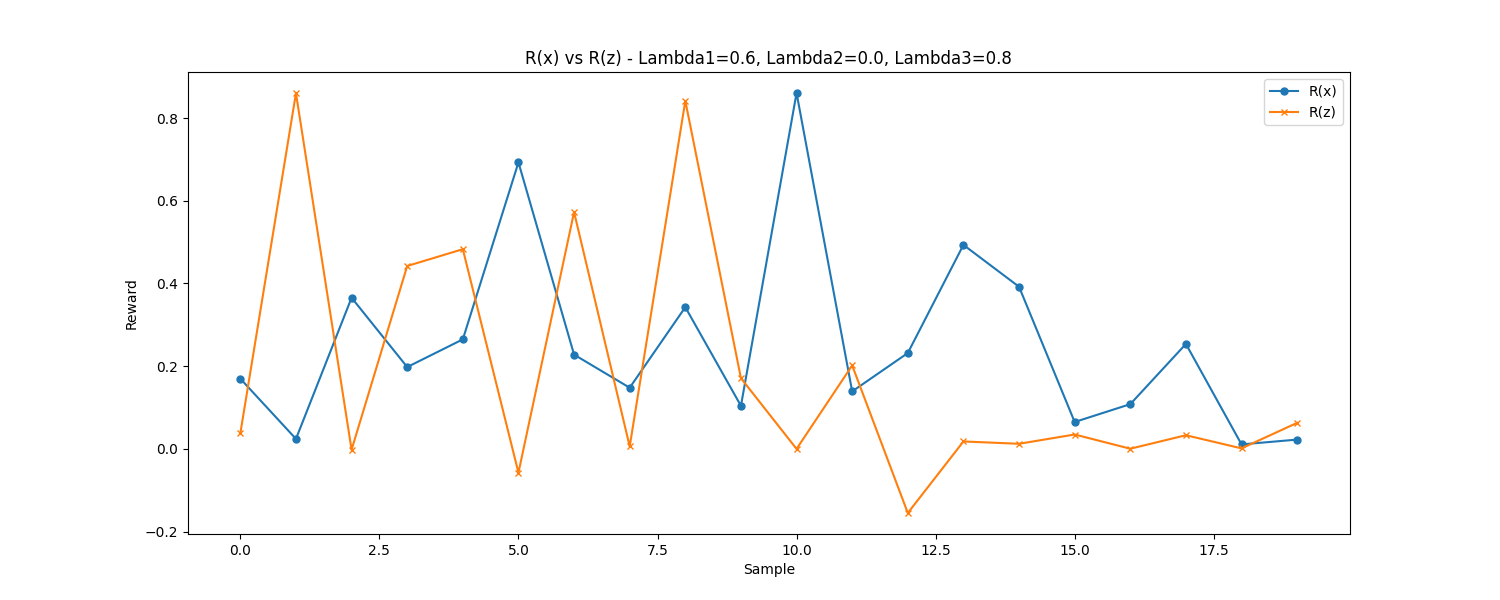 R(x) vs R(z) - Lambda1=0.6, Lambda2=0.0, Lambda3=0.8
R(x)
R(z)
Reward
0.8
0.6
0.4
0.2
0.0
−0.2
0.0 2.5 5.0 7.5 10.0 12.5 15.0 17.5
Sample